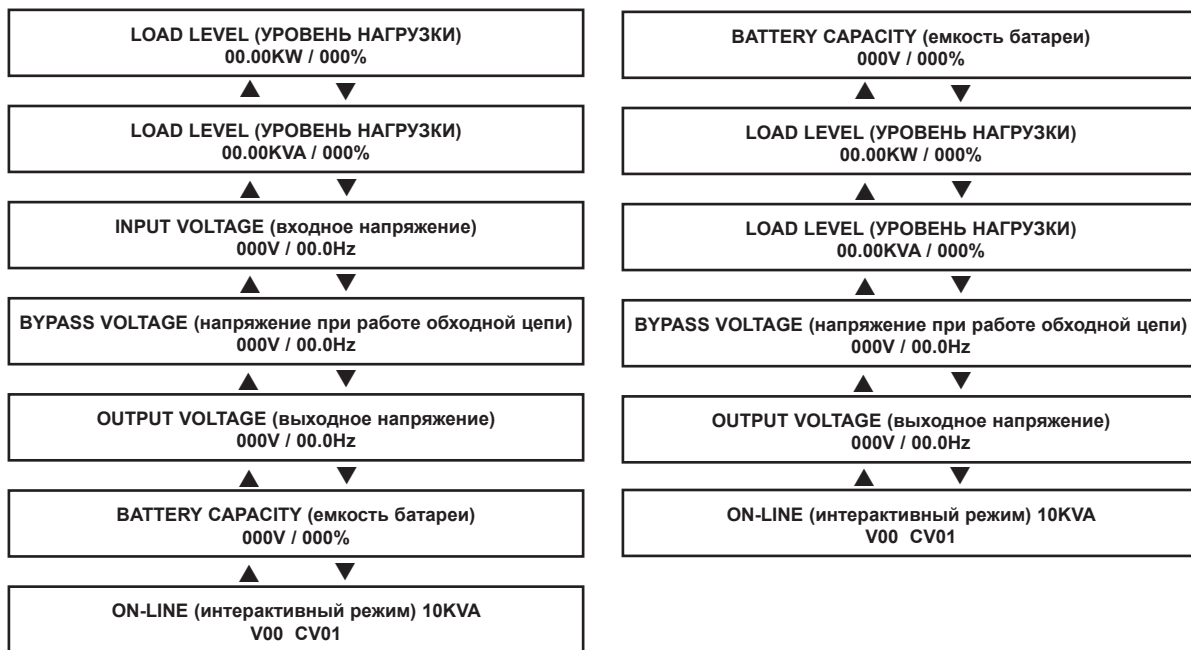 LOAD LEVEL (УРОВЕНЬ НАГРУЗКИ)
00.00KW / 000%
LOAD LEVEL (УРОВЕНЬ НАГРУЗКИ)
00.00KVA / 000%
INPUT VOLTAGE (входное напряжение)
000V / 00.0Hz
BYPASS VOLTAGE (напряжение при работе обходной цепи)
000V / 00.0Hz
OUTPUT VOLTAGE (выходное напряжение)
000V / 00.0Hz
BATTERY CAPACITY (емкость батареи)
000V / 000%
ON-LINE (интерактивный режим) 10KVA
V00 CV01
BATTERY CAPACITY (емкость батареи)
000V / 000%
LOAD LEVEL (УРОВЕНЬ НАГРУЗКИ)
00.00KW / 000%
LOAD LEVEL (УРОВЕНЬ НАГРУЗКИ)
00.00KVA / 000%
BYPASS VOLTAGE (напряжение при работе обходной цепи)
000V / 00.0Hz
OUTPUT VOLTAGE (выходное напряжение)
000V / 00.0Hz
ON-LINE (интерактивный режим) 10KVA
V00 CV01